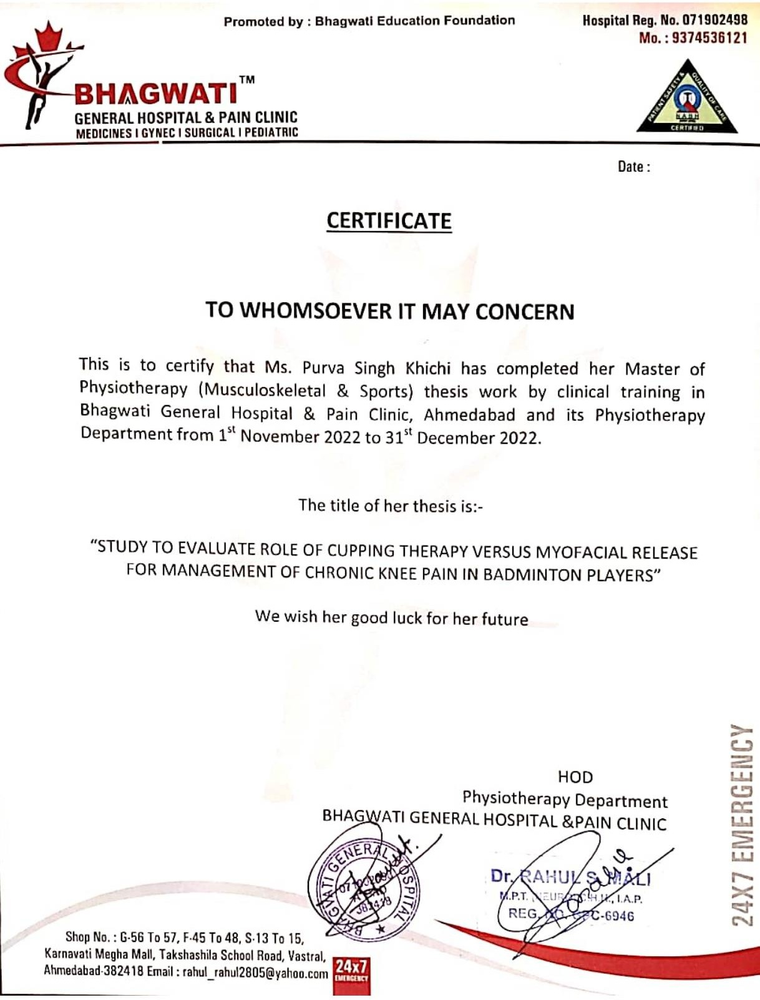 Promoted by : Bhagwati Education Foundation
Hospital Reg. No. 071902498
Mo. : 9374536121
BHAGWATI™
GENERAL HOSPITAL & PAIN CLINIC
MEDICINES I GYNEC I SURGICAL I PEDIATRIC
PATIENT SAFETY & QUALITY OF CARE
N.A.B.H
CERTIFIED
Date :
CERTIFICATE
TO WHOMSOEVER IT MAY CONCERN
This is to certify that Ms. Purva Singh Khichi has completed her Master of
Physiotherapy (Musculoskeletal & Sports) thesis work by clinical training in
Bhagwati General Hospital & Pain Clinic, Ahmedabad and its Physiotherapy
Department from 1st November 2022 to 31st December 2022.
The title of her thesis is:-
“STUDY TO EVALUATE ROLE OF CUPPING THERAPY VERSUS MYOFACIAL RELEASE
FOR MANAGEMENT OF CHRONIC KNEE PAIN IN BADMINTON PLAYERS”
We wish her good luck for her future
HOD
Physiotherapy Department
BHAGWATI GENERAL HOSPITAL &PAIN CLINIC
BHAGWATI GENERAL HOSPITAL
382418
Dr. RAHUL S. MALI
M.P.T. I.A.P.
REG. NO. -6946
24X7 EMERGENCY
Shop No. : G-56 To 57, F-45 To 48, S-13 To 15,
Karnavati Megha Mall, Takshashila School Road, Vastral,
Ahmedabad-382418 Email : rahul_rahul2805@yahoo.com
24x7
EMERGENCY